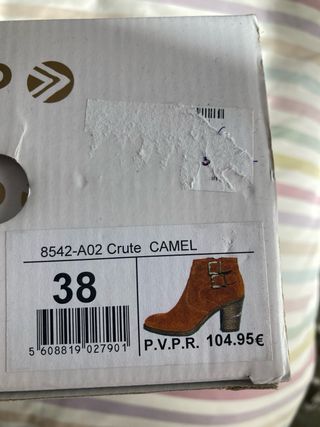 8542-A02 Crute CAMEL
38
5 608819 027901
P.V.P.R. 104.95€